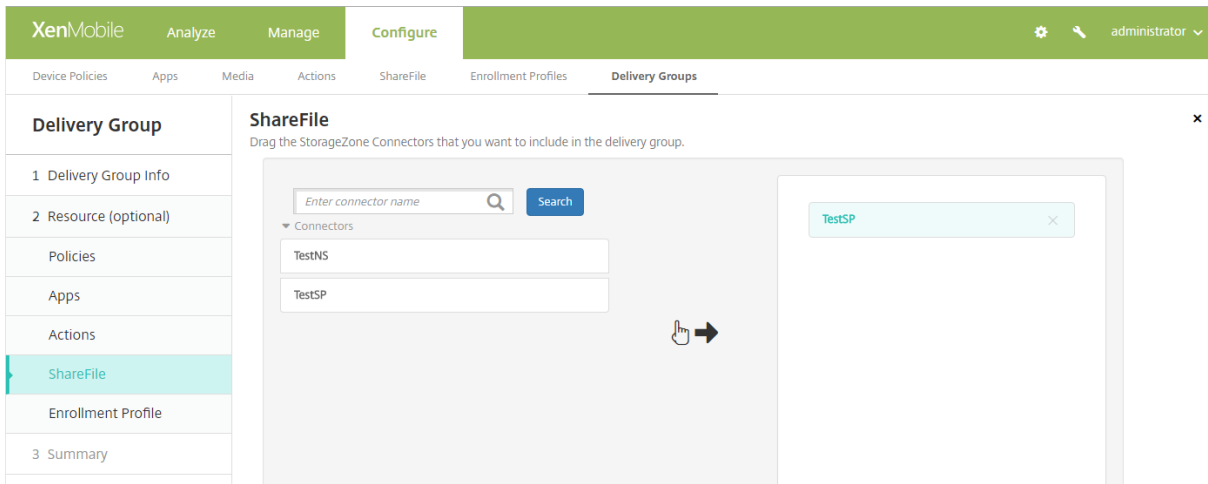 XenMobile Analyze Manage Configure administrator
Device Policies Apps Media Actions ShareFile Enrollment Profiles Delivery Groups
Delivery Group
1 Delivery Group Info
2 Resource (optional)
Policies
Apps
Actions
ShareFile
Enrollment Profile
3 Summary
ShareFile
Drag the StorageZone Connectors that you want to include in the delivery group.
Enter connector name Search
Connectors
TestNS
TestSP
TestSP